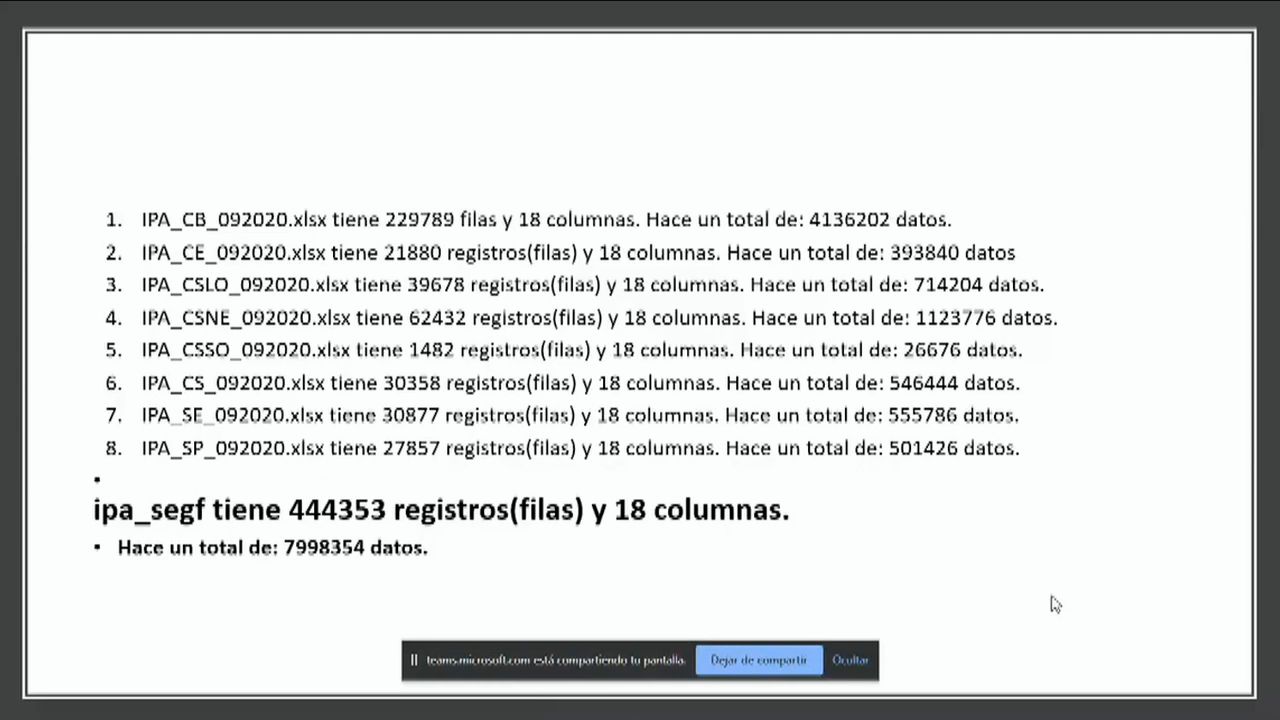 1. IPA_CB_092020.xlsx tiene 229789 filas y 18 columnas. Hace un total de: 4136202 datos.
2. IPA_CE_092020.xlsx tiene 21880 registros(filas) y 18 columnas. Hace un total de: 393840 datos
3. IPA_CSLO_092020.xlsx tiene 39678 registros(filas) y 18 columnas. Hace un total de: 714204 datos.
4. IPA_CSNE_092020.xlsx tiene 62432 registros(filas) y 18 columnas. Hace un total de: 1123776 datos.
5. IPA_CSSO_092020.xlsx tiene 1482 registros(filas) y 18 columnas. Hace un total de: 26676 datos.
6. IPA_CS_092020.xlsx tiene 30358 registros(filas) y 18 columnas. Hace un total de: 546444 datos.
7. IPA_SE_092020.xlsx tiene 30877 registros(filas) y 18 columnas. Hace un total de: 555786 datos.
8. IPA_SP_092020.xlsx tiene 27857 registros(filas) y 18 columnas. Hace un total de: 501426 datos.
ipa_segf tiene 444353 registros(filas) y 18 columnas.
▪ Hace un total de: 7998354 datos.
teams.microsoft.com está compartiendo tu pantalla. Dejar de compartir Ocultar